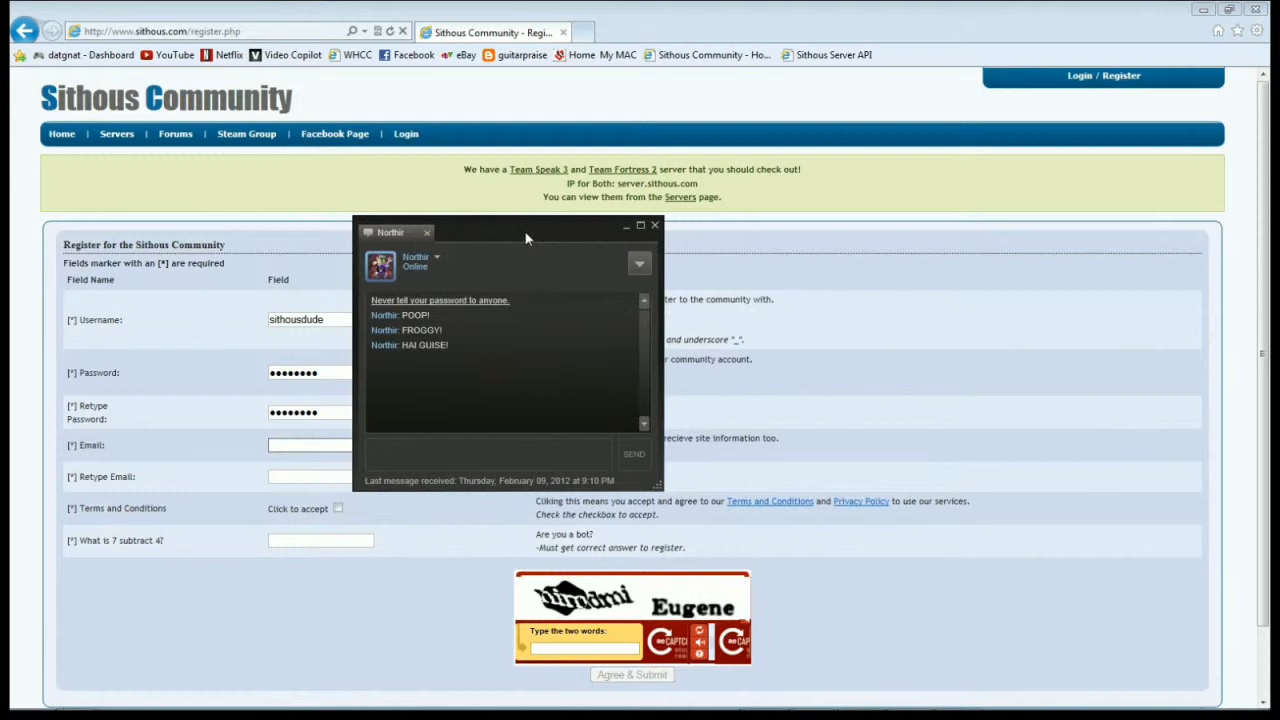 http://www.sithous.com/register.php
Sithous Community - Regi...
datgnat - Dashboard YouTube Netflix Video Copilot WHCC Facebook eBay guitarpraise Home My MAC Sithous Community - Ho... Sithous Server API
Login / Register
Sithous Community
Home | Servers | Forums | Steam Group | Facebook Page | Login
We have a Team Speak 3 and Team Fortress 2 server that you should check out!
IP for Both: server.sithous.com
You can view them from the Servers page.
Register for the Sithous Community
Fields marker with an [*] are required
Field Name Field
[*] Username: sithousdude
ter to the community with.
and underscore "_".
[*] Password: ●●●●●●●●
r community account.
[*] Retype
Password: ●●●●●●●●
[*] Email:
recieve site information too.
[*] Retype Email:
[*] Terms and Conditions Click to accept
Cliking this means you accept and agree to our Terms and Conditions and Privacy Policy to use our services.
Check the checkbox to accept.
[*] What is 7 subtract 4?
Are you a bot?
-Must get correct answer to register.
Northir
Northir
Online
Never tell your password to anyone.
Northir: POOP!
Northir: FROGGY!
Northir: HAI GUISE!
SEND
Last message received: Thursday, February 09, 2012 at 9:10 PM
Eugene
Type the two words:
Agree & Submit